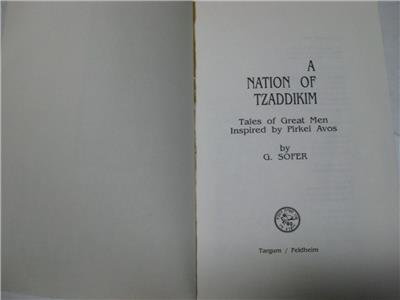 A
NATION OF
TZADDIKIM
Tales of Great Men
Inspired by Pirkei Avos
by
G. SOFER
Targum / Feldheim